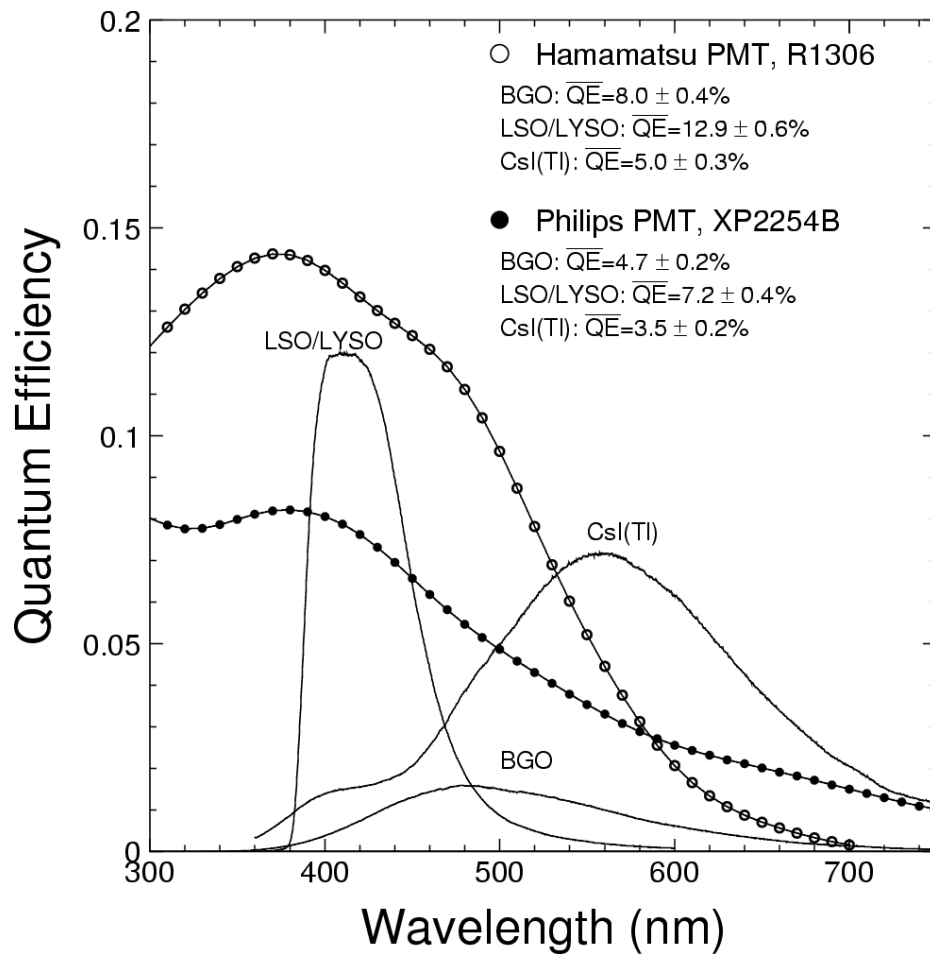 0.2
Hamamatsu PMT, R1306
BGO: QE=8.0 ± 0.4%
LSO/LYSO: QE=12.9 ± 0.6%
CsI(Tl): QE=5.0 ± 0.3%
Philips PMT, XP2254B
BGO: QE=4.7 ± 0.2%
LSO/LYSO: QE=7.2 ± 0.4%
CsI(Tl): QE=3.5 ± 0.2%
0.15
LSO/LYSO
Quantum Efficiency
0.1
CsI(Tl)
0.05
BGO
0
300 400 500 600 700
Wavelength (nm)